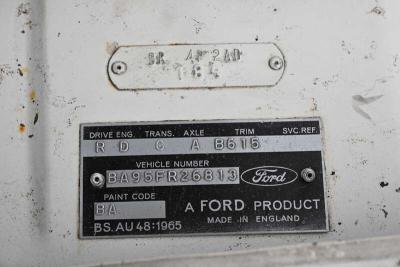 184
DRIVE ENG. TRANS. AXLE TRIM SVC. REF.
R D C A B615
VEHICLE NUMBER
BA95FR26813
Ford
PAINT CODE
BA
A FORD PRODUCT
MADE IN ENGLAND
BS.AU 48:1965